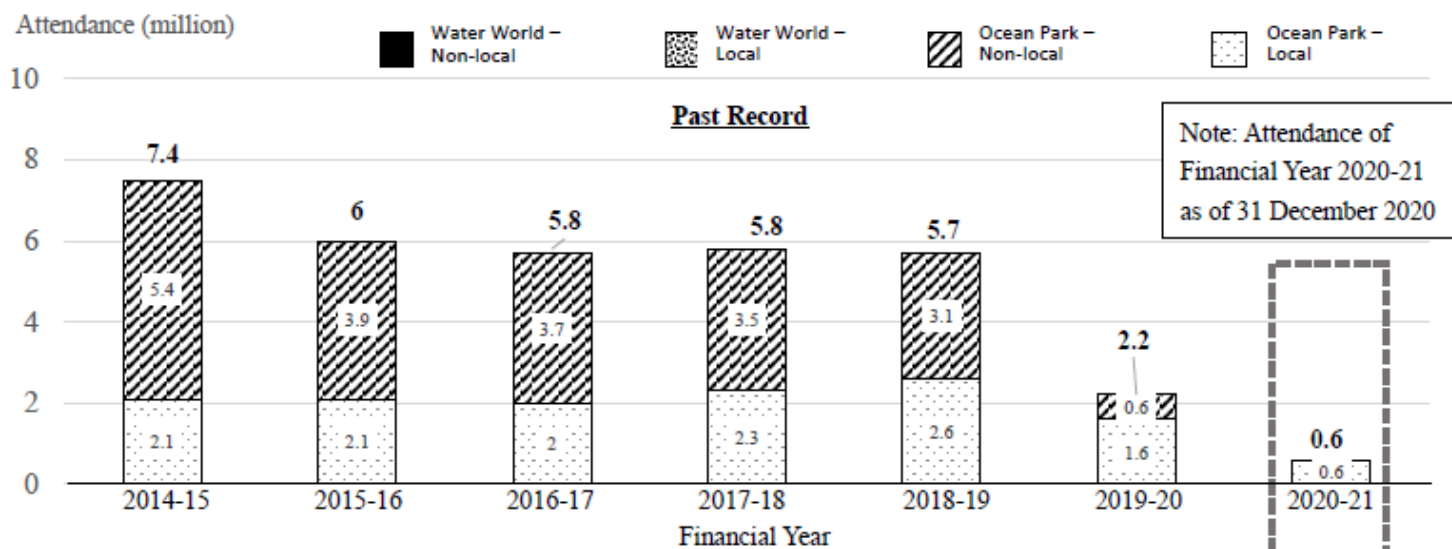 Attendance (million)
Water World –
Non-local
Water World –
Local
Ocean Park –
Non-local
Ocean Park –
Local
10
Past Record
Note: Attendance of
Financial Year 2020-21
as of 31 December 2020
8
6
4
2
0
7.4
5.4
2.1
6
3.9
2.1
5.8
3.7
2
5.8
3.5
2.3
5.7
3.1
2.6
2.2
0.6
1.6
0.6
0.6
2014-15
2015-16
2016-17
2017-18
2018-19
2019-20
2020-21
Financial Year